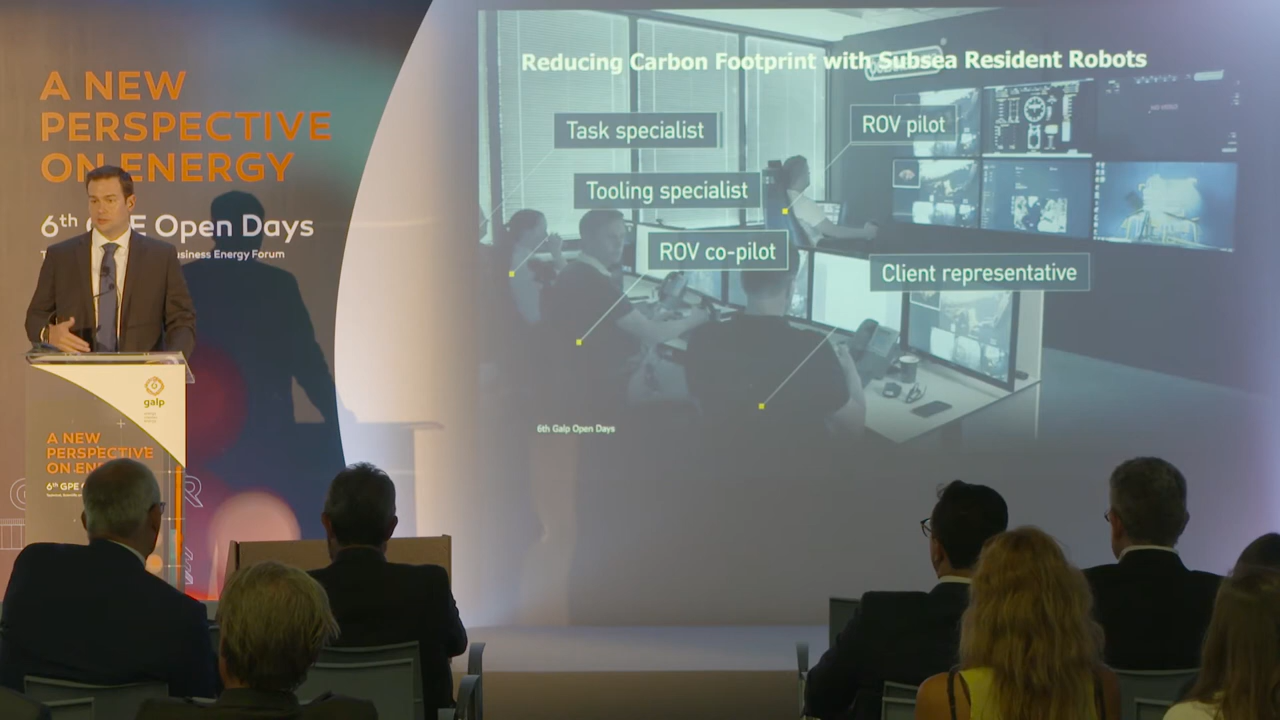 A NEW
PERSPECTIVE
ON ENERGY
6th G E Open Days
usiness Energy Forum
Reducing Carbon Footprint with Subsea Resident Robots
Task specialist
ROV pilot
Tooling specialist
ROV co-pilot
Client representative
6th Galp Open Days
galp
A NEW
PERSPECTIVE
ON EN
6th GPE